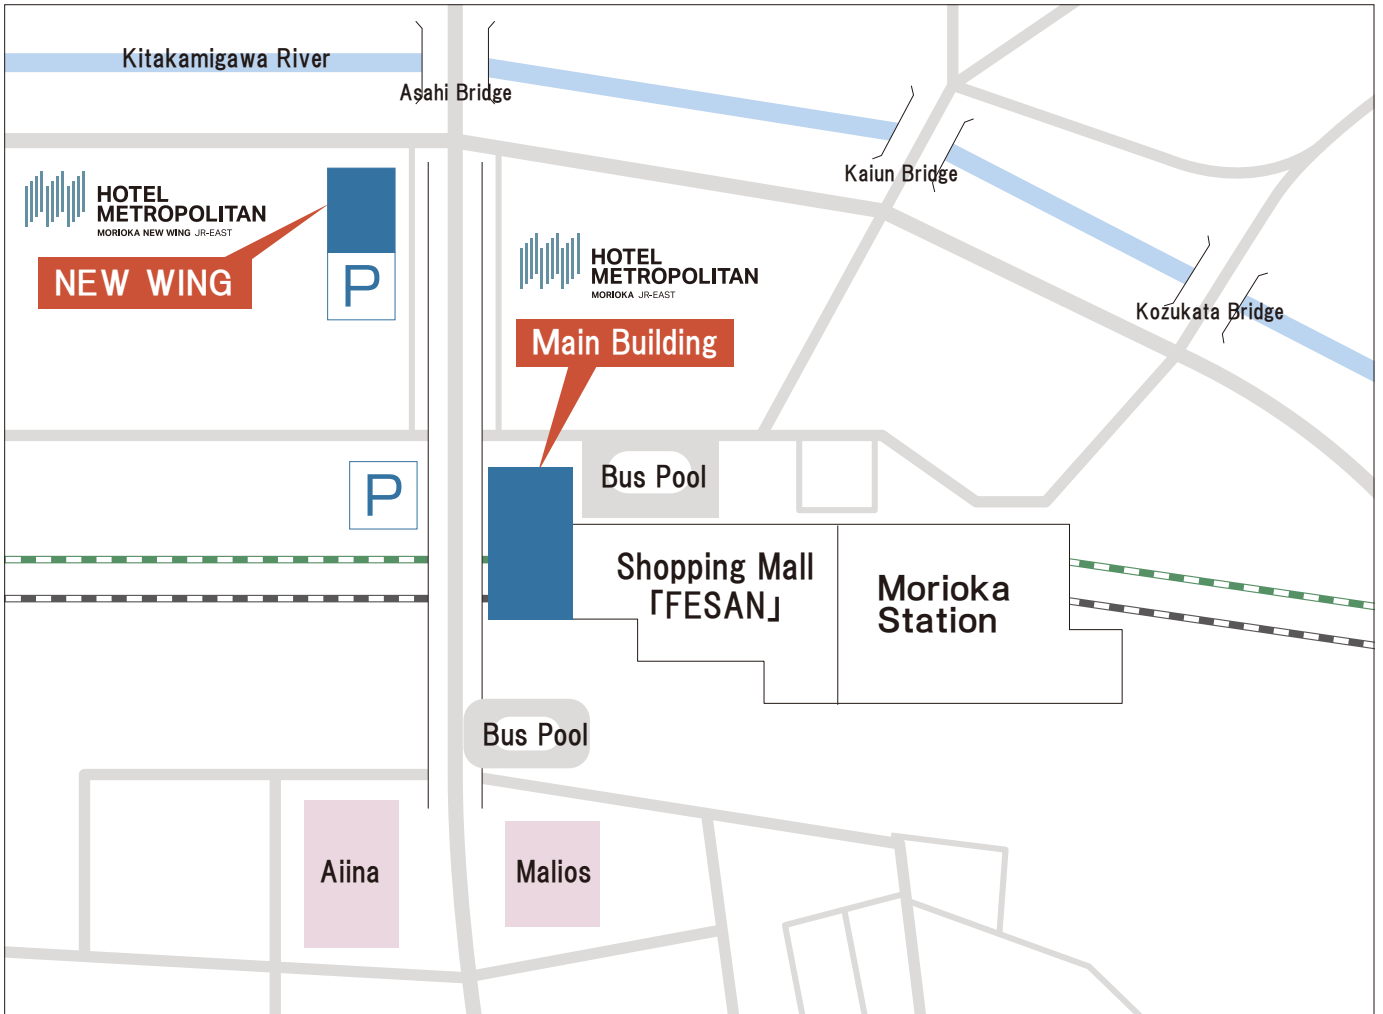 Kitakamigawa River
Asahi Bridge
Kaiun Bridge
HOTEL
METROPOLITAN
MORIOKA NEW WING JR-EAST
NEW WING
P
HOTEL
METROPOLITAN
MORIOKA JR-EAST
Main Building
Kozukata Bridge
P
Bus Pool
Shopping Mall
「FESAN」
Morioka
Station
Bus Pool
Aiina
Malios